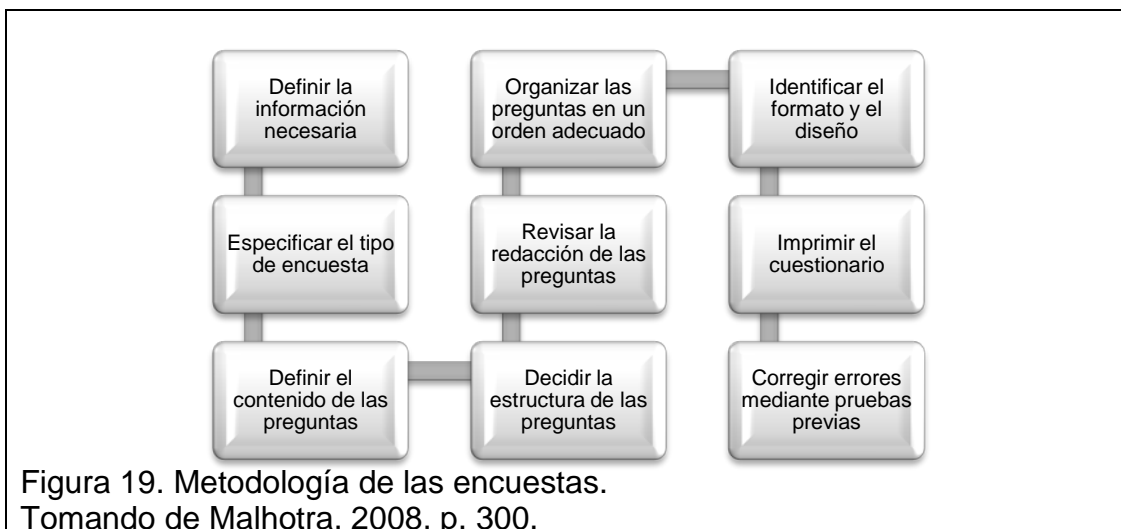 Definir la
información
necesaria
Especificar el tipo
de encuesta
Definir el
contenido de las
preguntas
Decidir la
estructura de las
preguntas
Revisar la
redacción de las
preguntas
Organizar las
preguntas en un
orden adecuado
Identificar el
formato y el
diseño
Imprimir el
cuestionario
Corregir errores
mediante pruebas
previas
Figura 19. Metodología de las encuestas.
Tomando de Malhotra, 2008, p. 300.